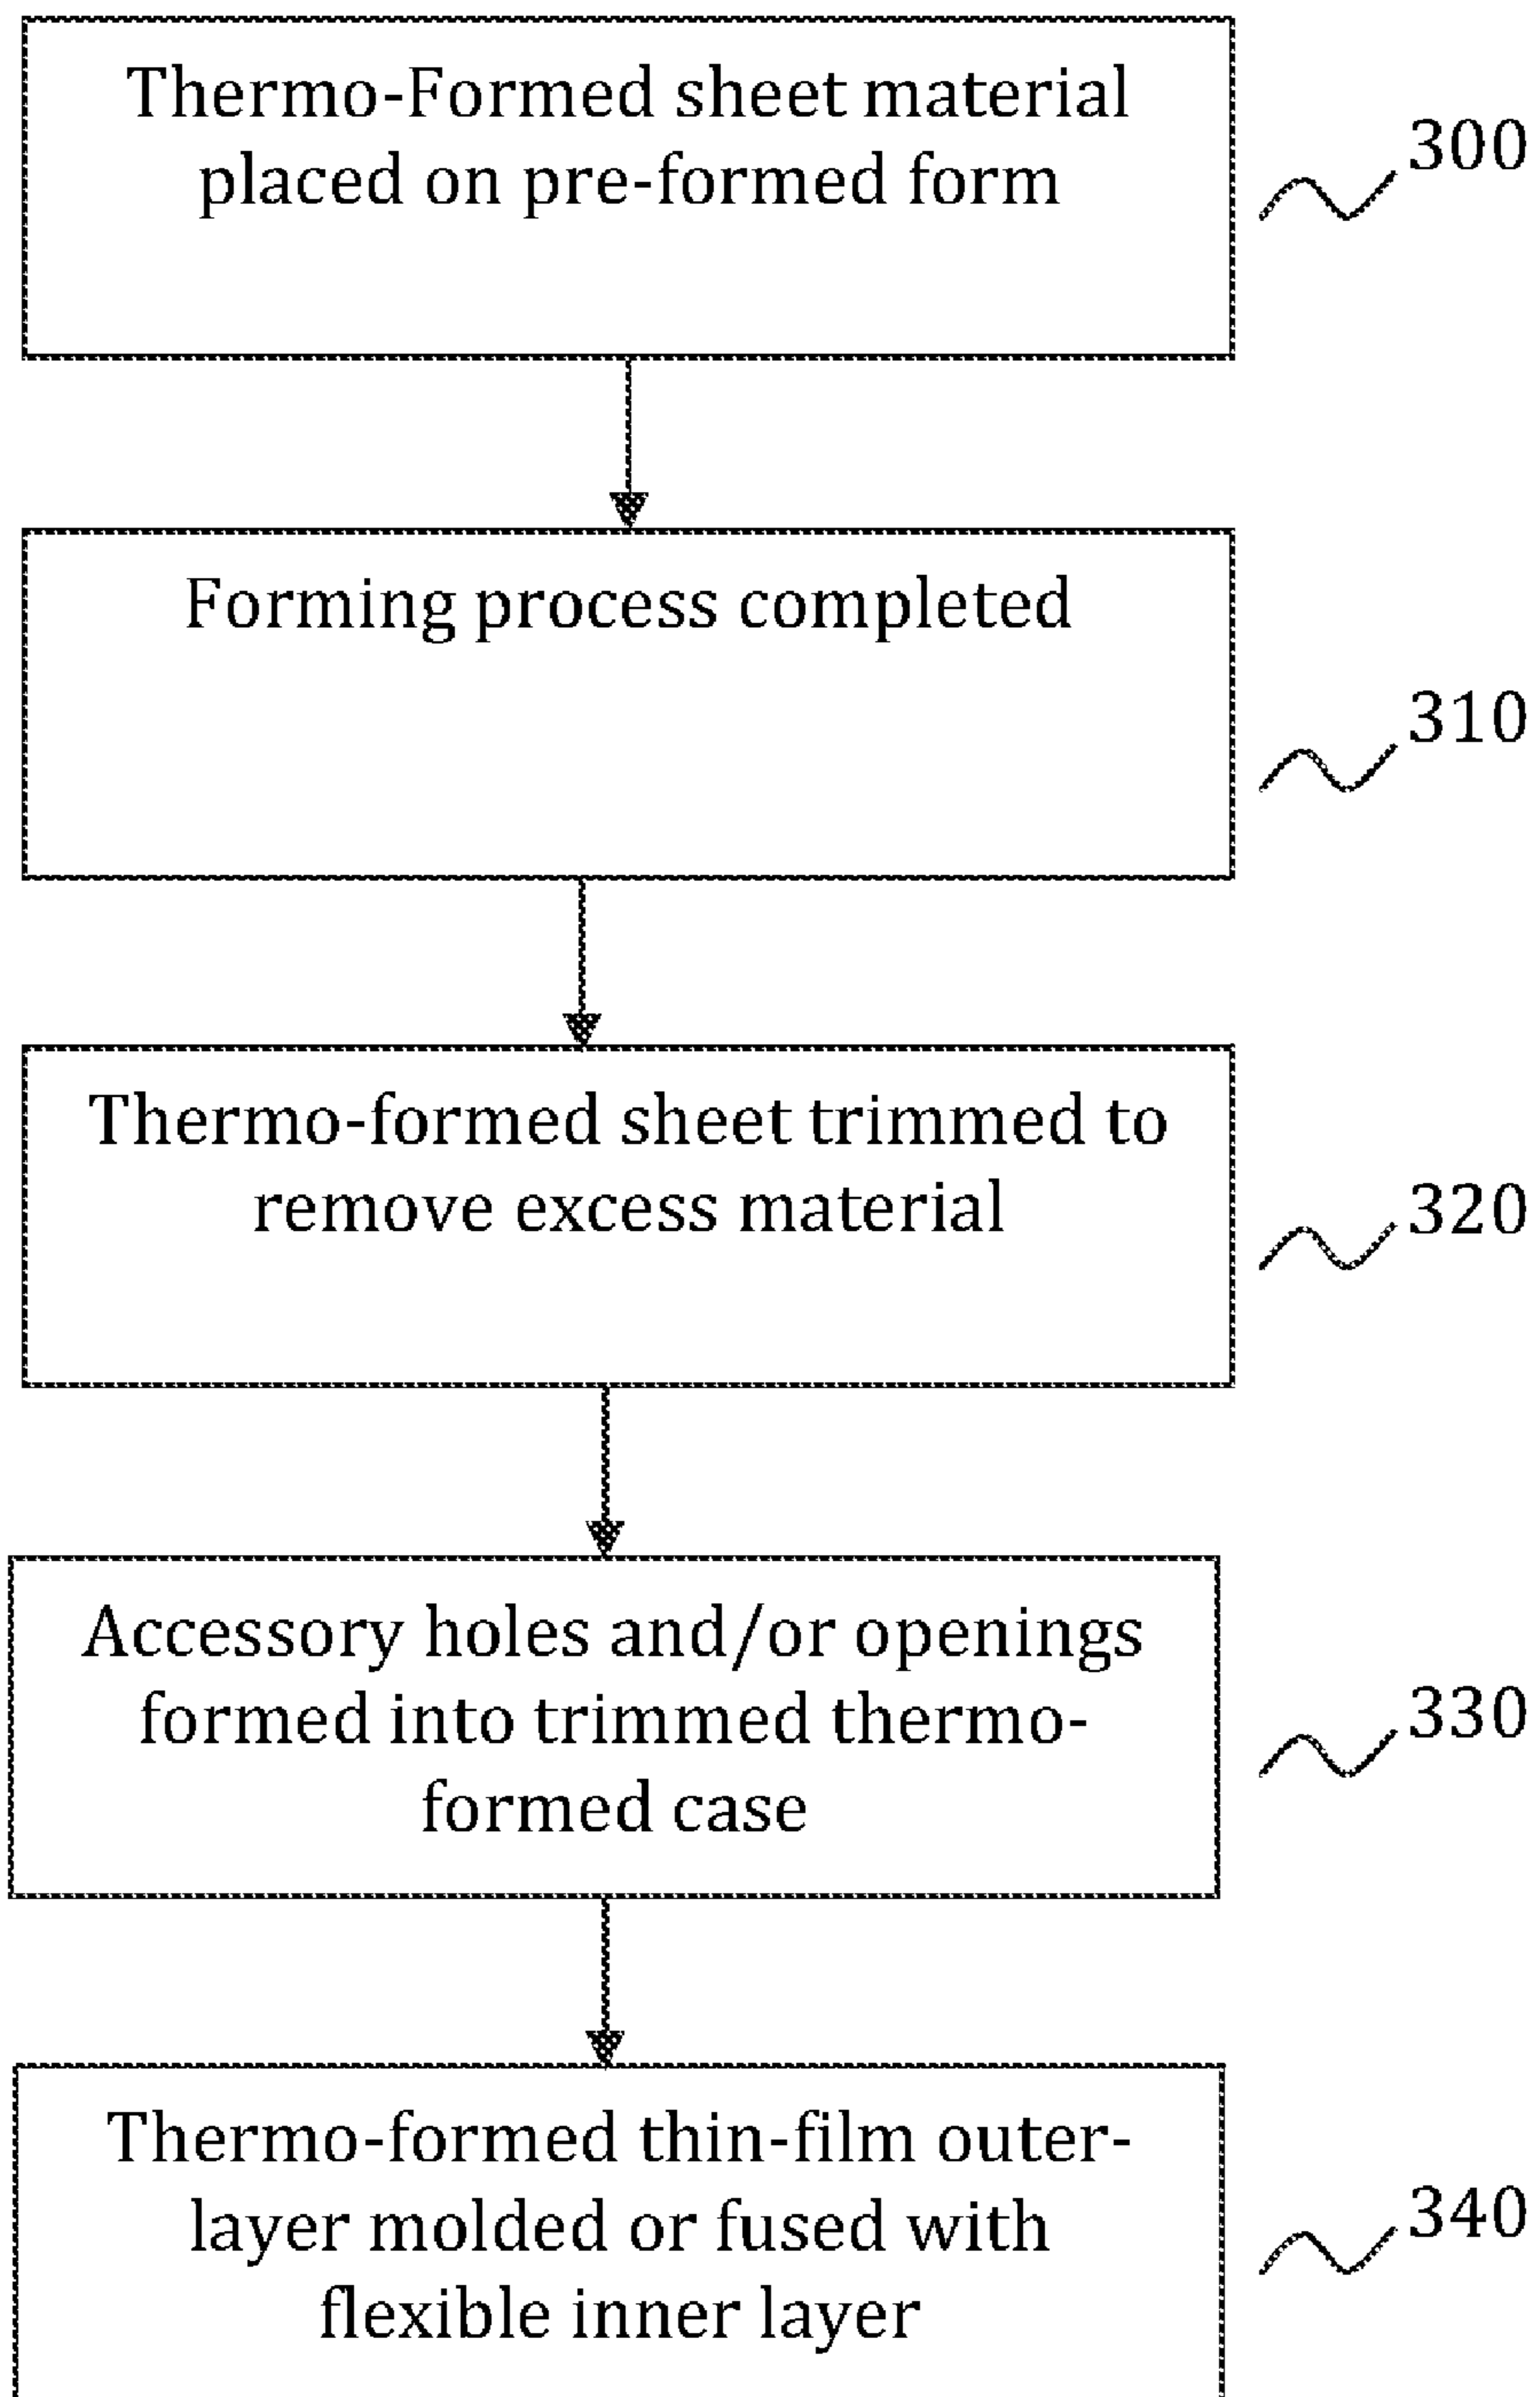 Thermo-Formed sheet material
placed on pre-formed form
300
Forming process completed
310
Thermo-formed sheet trimmed to
remove excess material
320
Accessory holes and/or openings
formed into trimmed thermo-
formed case
330
Thermo-formed thin-film outer-
layer molded or fused with
flexible inner layer
340